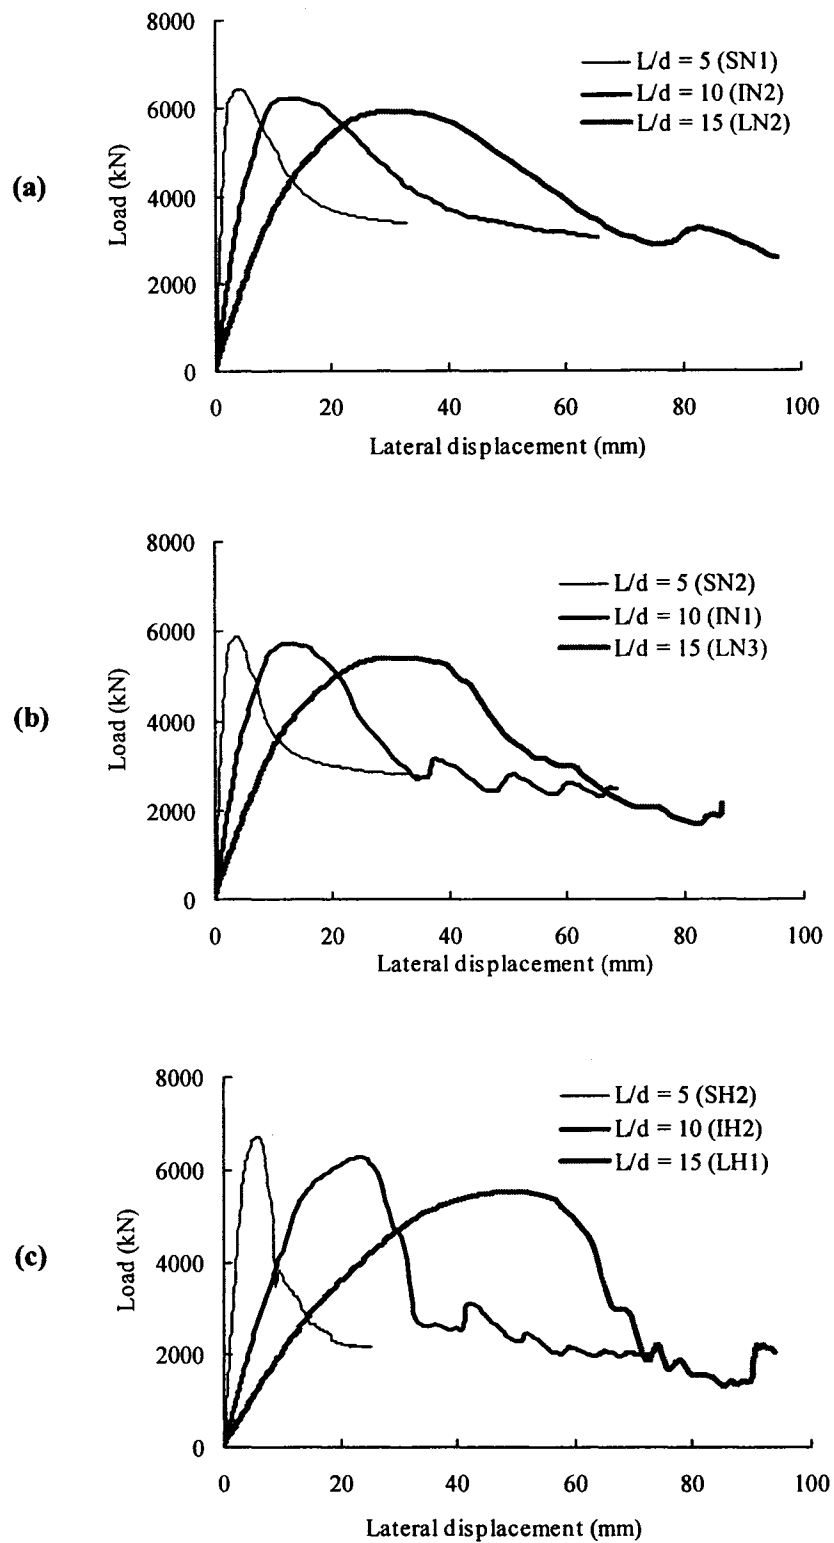 (a)
Load (kN)
8000
6000
4000
2000
0
L/d = 5 (SN1)
L/d = 10 (IN2)
L/d = 15 (LN2)
0 20 40 60 80 100
Lateral displacement (mm)
(b)
Load (kN)
8000
6000
4000
2000
0
L/d = 5 (SN2)
L/d = 10 (IN1)
L/d = 15 (LN3)
0 20 40 60 80 100
Lateral displacement (mm)
(c)
Load (kN)
8000
6000
4000
2000
0
L/d = 5 (SH2)
L/d = 10 (IH2)
L/d = 15 (LH1)
0 20 40 60 80 100
Lateral displacement (mm)